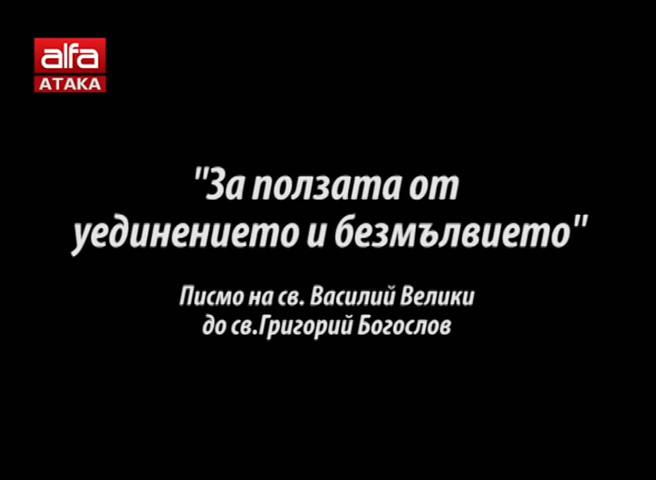 alfa
АТАКА
"За ползата от
уединението и безмълвието"
Писмо на св. Василий Велики
до св.Григорий Богослов